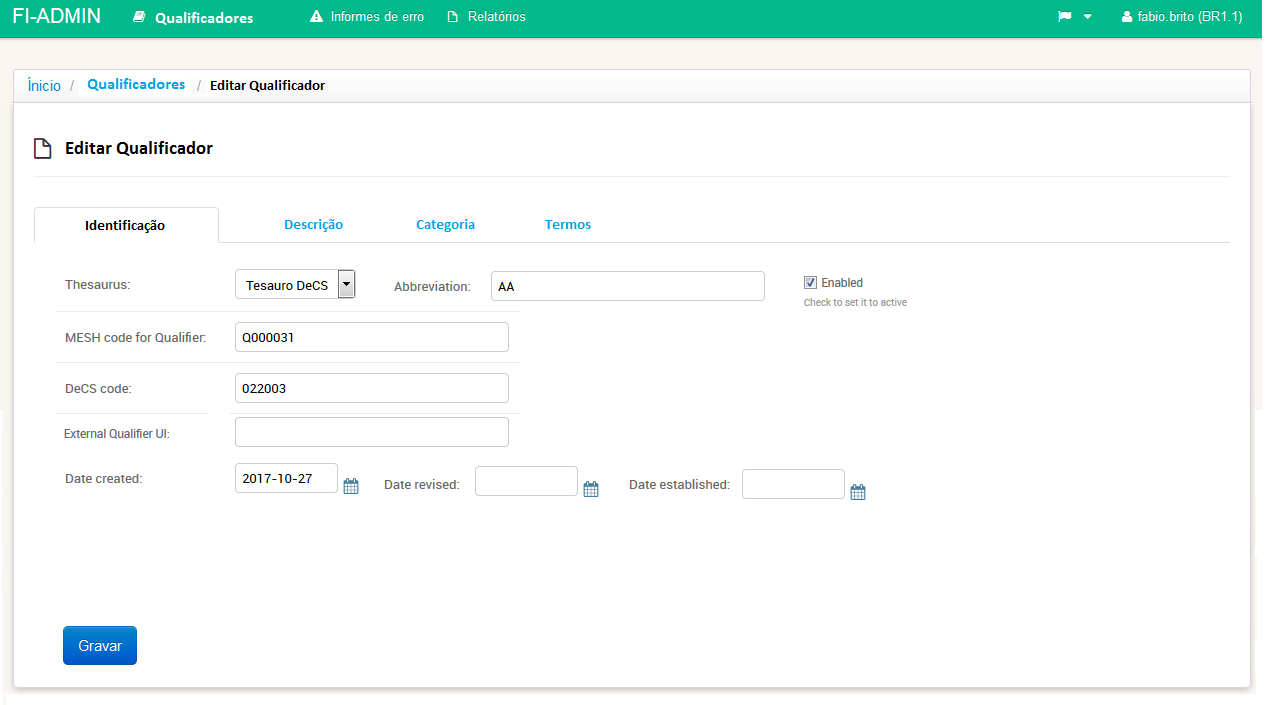 FI-ADMIN Qualificadores Informes de erro Relatórios fabio.brito (BR1.1)
Ínicio / Qualificadores / Editar Qualificador
Editar Qualificador
Identificação Descrição Categoria Termos
Thesaurus: Tesauro DeCS Abbreviation: AA Enabled
Check to set it to active
MESH code for Qualifier: Q000031
DeCS code: 022003
External Qualifier UI:
Date created: 2017-10-27 Date revised: Date established:
Gravar